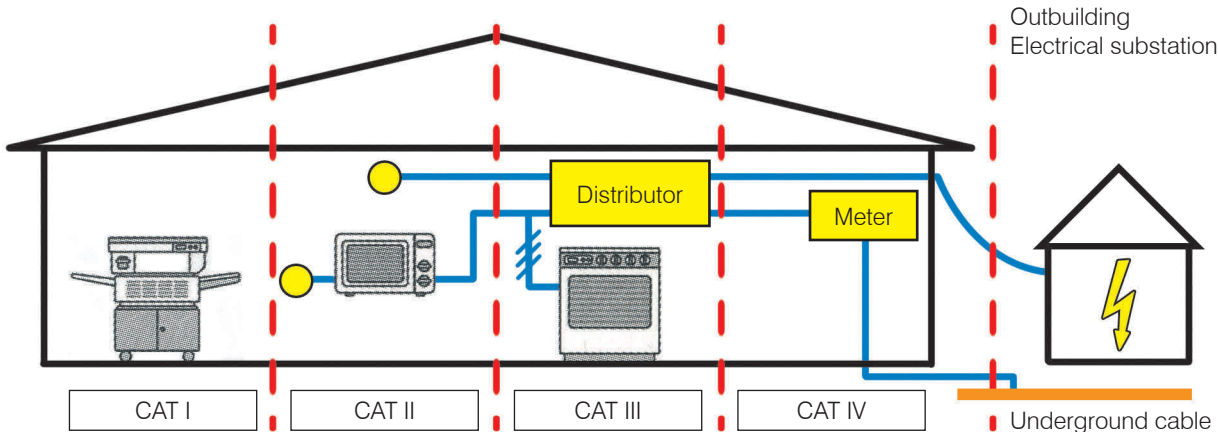 Outbuilding
Electrical substation
Distributor
Meter
CAT I
CAT II
CAT III
CAT IV
Underground cable